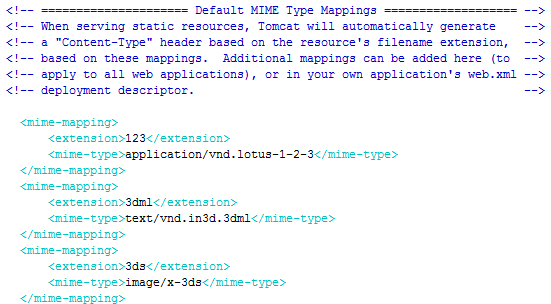 <!-- ===================== Default MIME Type Mappings =================== -->
<!-- When serving static resources, Tomcat will automatically generate    -->
<!-- a "Content-Type" header based on the resource's filename extension,  -->
<!-- based on these mappings.  Additional mappings can be added here (to  -->
<!-- apply to all web applications), or in your own application's web.xml -->
<!-- deployment descriptor.                                               -->
<mime-mapping>
<extension>123</extension>
<mime-type>application/vnd.lotus-1-2-3</mime-type>
</mime-mapping>
<mime-mapping>
<extension>3dml</extension>
<mime-type>text/vnd.in3d.3dml</mime-type>
</mime-mapping>
<mime-mapping>
<extension>3ds</extension>
<mime-type>image/x-3ds</mime-type>
</mime-mapping>